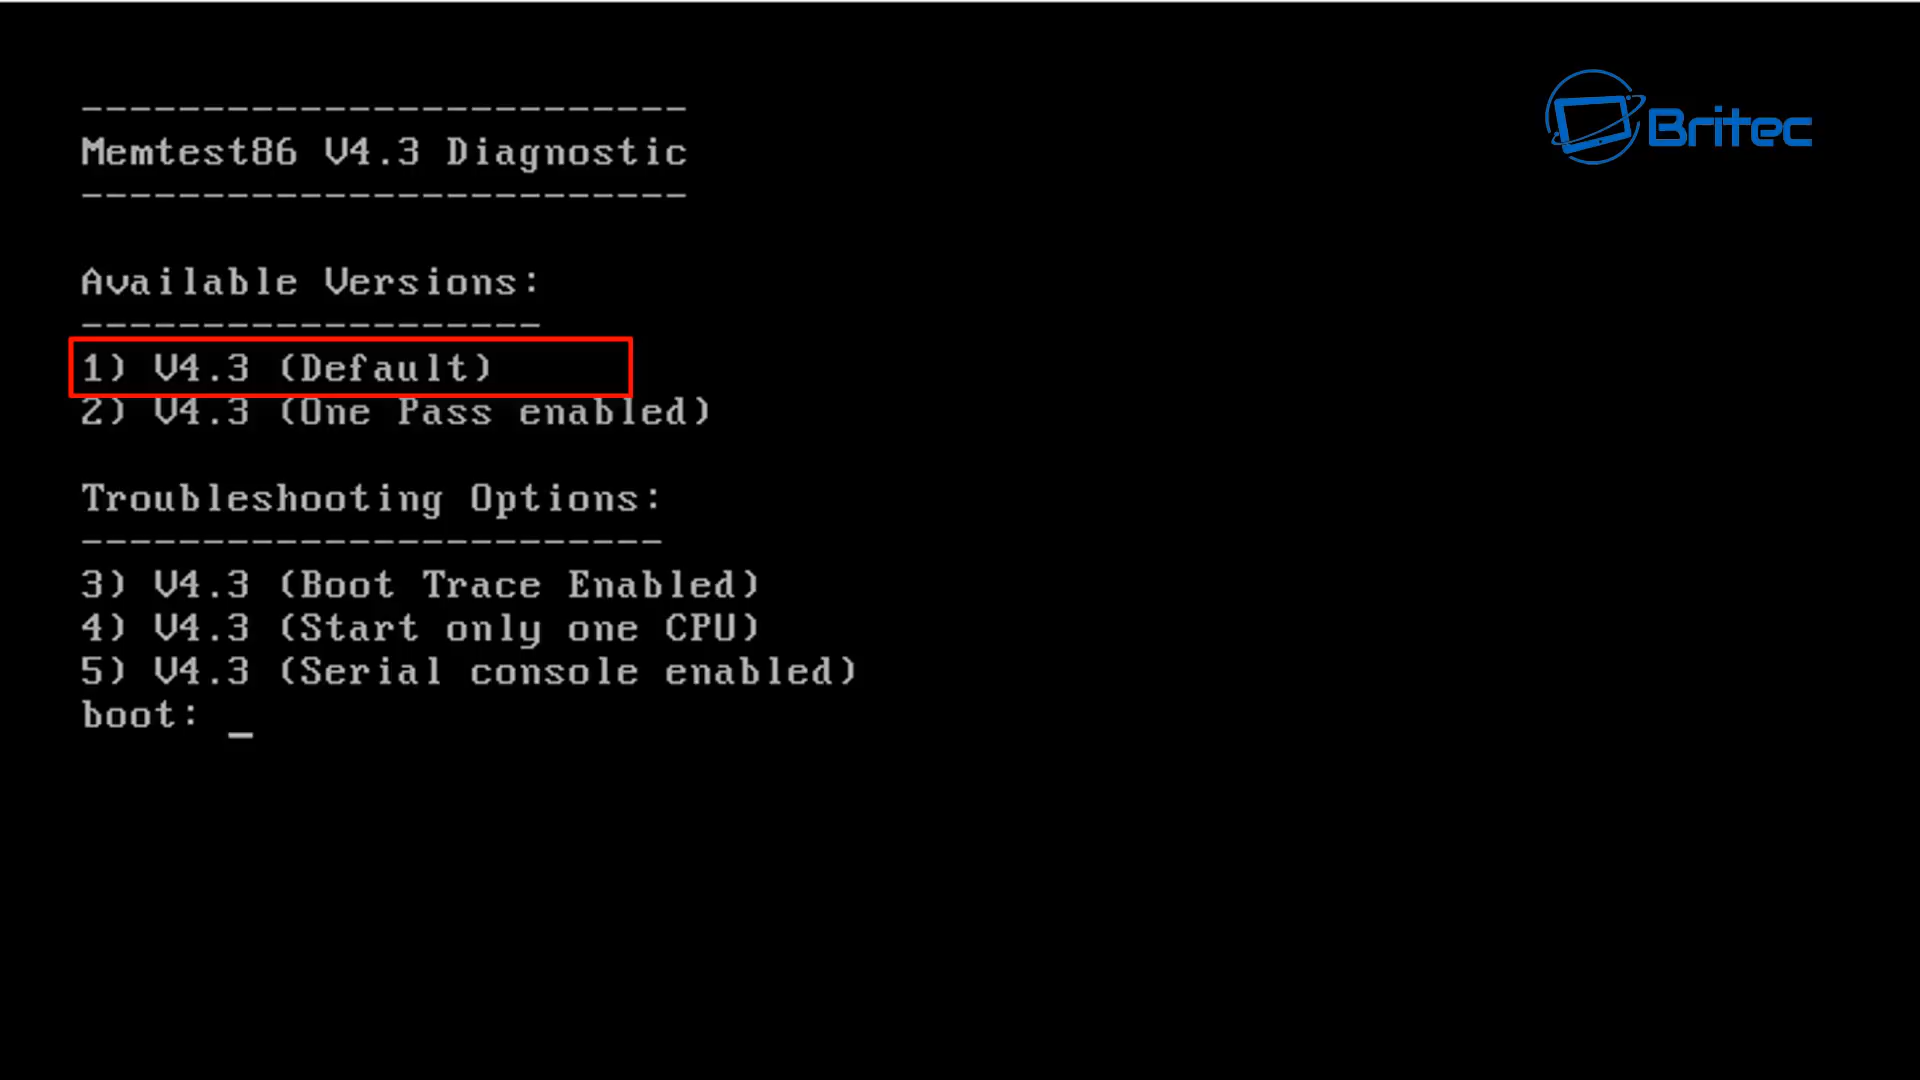 -------------------------
Memtest86 V4.3 Diagnostic
-------------------------
Britec
Available Versions:
-------------------
1) V4.3 (Default)
2) V4.3 (One Pass enabled)
Troubleshooting Options:
------------------------
3) V4.3 (Boot Trace Enabled)
4) V4.3 (Start only one CPU)
5) V4.3 (Serial console enabled)
boot: _